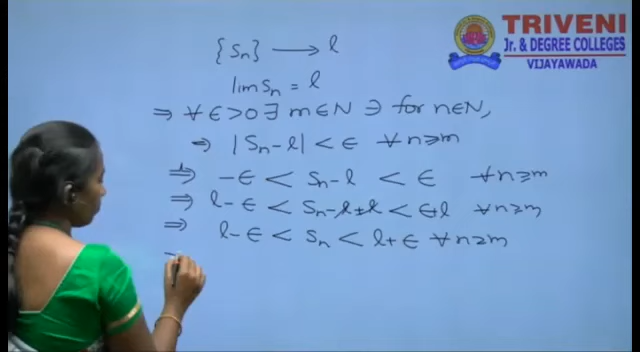 TRIVENI
Jr. & DEGREE COLLEGES
VIJAYAWADA
{Sn} → l
lim Sn = l
⇒ ∀ ∈ > 0 ∃ m ∈ N ∋ for n ∈ N,
⇒ |Sn - l| < ∈ ∀ n ≥ m
⇒ -∈ < Sn - l < ∈ ∀ n ≥ m
⇒ l - ∈ < Sn - l + l < ∈ + l ∀ n ≥ m
⇒ l - ∈ < Sn < l + ∈ ∀ n ≥ m